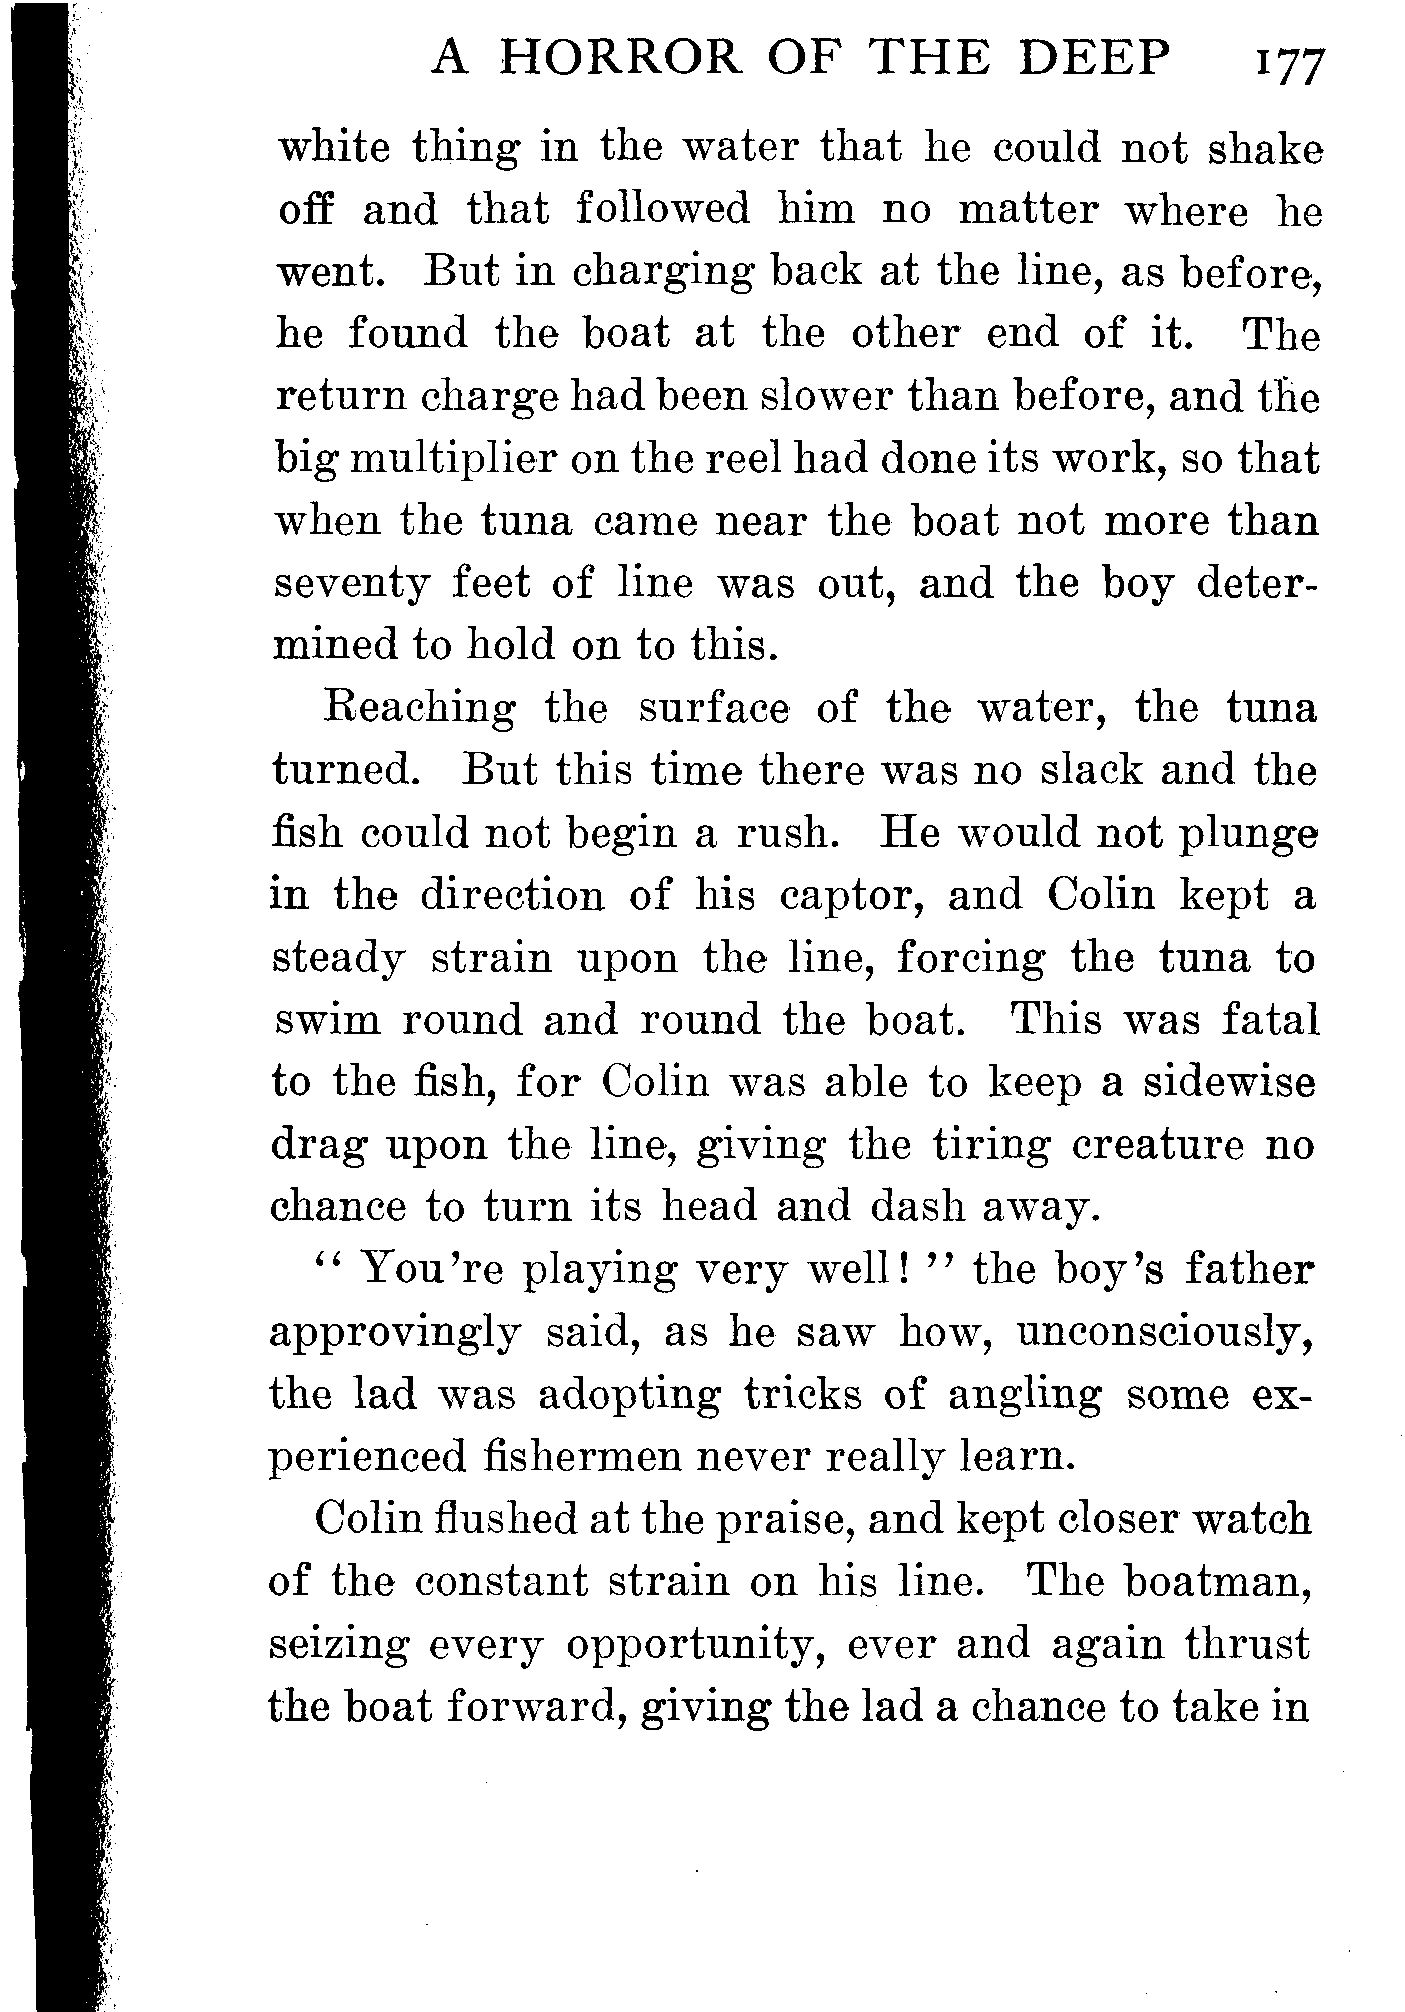 A HORROR OF THE DEEP 177
white thing in the water that he could not shake
off and that followed him no matter where he
went. But in charging back at the line, as before,
he found the boat at the other end of it. The
return charge had been slower than before, and the
big multiplier on the reel had done its work, so that
when the tuna came near the boat not more than
seventy feet of line was out, and the boy deter-
mined to hold on to this.
Reaching the surface of the water, the tuna
turned. But this time there was no slack and the
fish could not begin a rush. He would not plunge
in the direction of his captor, and Colin kept a
steady strain upon the line, forcing the tuna to
swim round and round the boat. This was fatal
to the fish, for Colin was able to keep a sidewise
drag upon the line, giving the tiring creature no
chance to turn its head and dash away.
“ You’re playing very well! ” the boy’s father
approvingly said, as he saw how, unconsciously,
the lad was adopting tricks of angling some ex-
perienced fishermen never really learn.
Colin flushed at the praise, and kept closer watch
of the constant strain on his line. The boatman,
seizing every opportunity, ever and again thrust
the boat forward, giving the lad a chance to take in